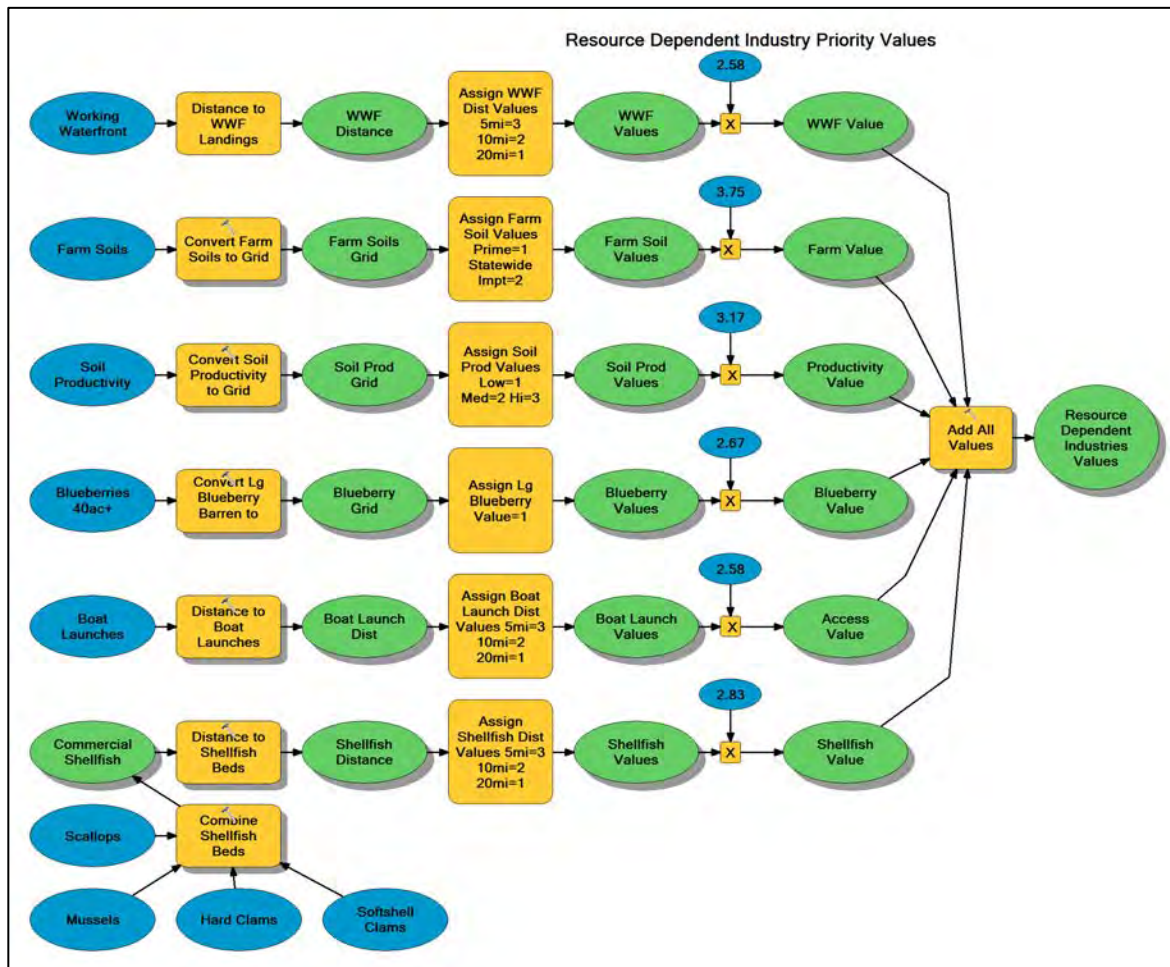 Resource Dependent Industry Priority Values
2.58
Working
Waterfront
Distance to
WWF
Landings
WWF
Distance
Assign WWF
Dist Values
5mi=3
10mi=2
20mi=1
WWF
Values
X
WWF Value
3.75
Farm Soils
Convert Farm
Soils to Grid
Farm Soils
Grid
Assign Farm
Soil Values
Prime=1
Statewide
Impt=2
Farm Soil
Values
X
Farm Value
3.17
Soil
Productivity
Convert Soil
Productivity
to Grid
Soil Prod
Grid
Assign Soil
Prod Values
Low=1
Med=2 Hi=3
Soil Prod
Values
X
Productivity
Value
Add All
Values
Resource
Dependent
Industries
Values
2.67
Blueberries
40ac+
Convert Lg
Blueberry
Barren to
Blueberry
Grid
Assign Lg
Blueberry
Value=1
Blueberry
Values
X
Blueberry
Value
2.58
Boat
Launches
Distance to
Boat
Launches
Boat Launch
Dist
Assign Boat
Launch Dist
Values 5mi=3
10mi=2
20mi=1
Boat Launch
Values
X
Access
Value
2.83
Commercial
Shellfish
Distance to
Shellfish
Beds
Shellfish
Distance
Assign
Shellfish Dist
Values 5mi=3
10mi=2
20mi=1
Shellfish
Values
X
Shellfish
Value
Scallops
Combine
Shellfish
Beds
Mussels
Hard Clams
Softshell
Clams